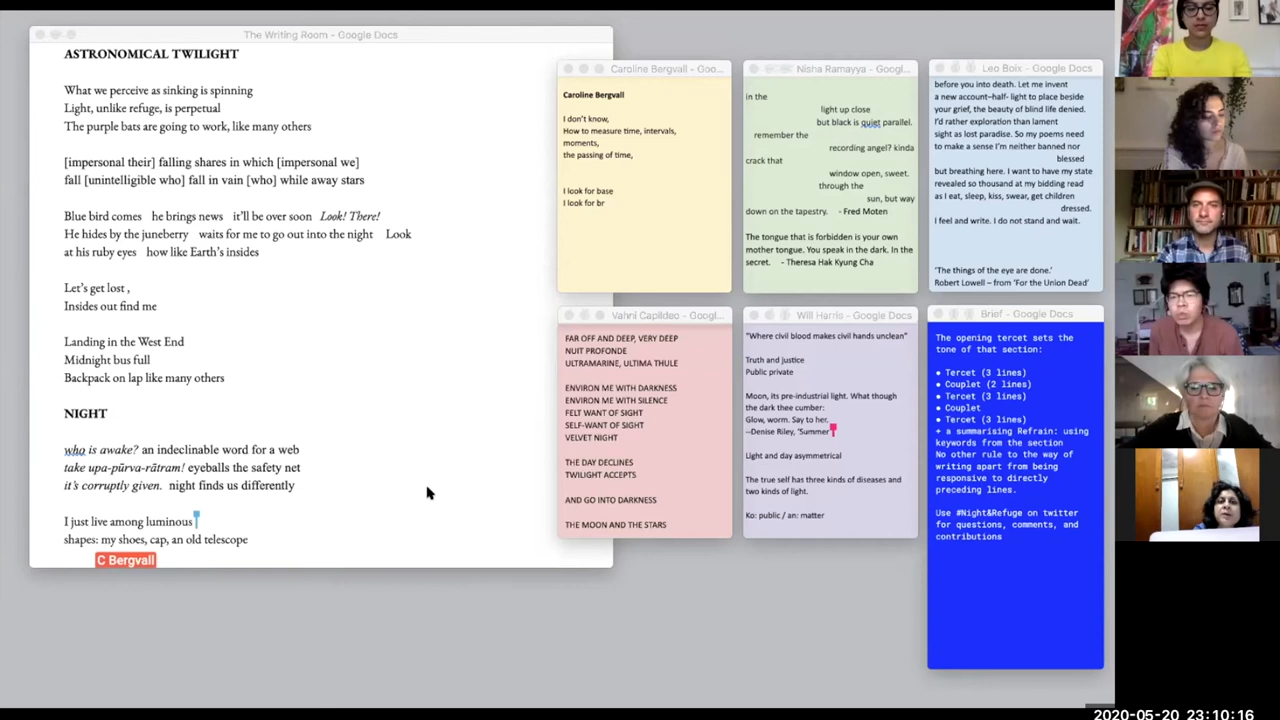 The Writing Room - Google Docs
ASTRONOMICAL TWILIGHT
What we perceive as sinking is spinning
Light, unlike refuge, is perpetual
The purple bats are going to work, like many others
[impersonal their] falling shares in which [impersonal we]
fall [unintelligible who] fall in vain [who] while away stars
Blue bird comes he brings news it'll be over soon Look! There!
He hides by the juneberry waits for me to go out into the night Look
at his ruby eyes how like Earth's insides
Let's get lost ,
Insides out find me
Landing in the West End
Midnight bus full
Backpack on lap like many others
NIGHT
who is awake? an indeclinable word for a web
take upa-pūrva-rātram! eyeballs the safety net
it's corruptly given. night finds us differently
I just live among luminous
shapes: my shoes, cap, an old telescope
C Bergvall
Caroline Bergvall - Goo...
Caroline Bergvall
I don't know,
How to measure time, intervals,
moments,
the passing of time,
I look for base
I look for br
Nisha Ramayya - Googl...
in the
light up close
but black is quiet parallel.
remember the
recording angel? kinda
crack that
window open, sweet.
through the
sun, but way
down on the tapestry. - Fred Moten
The tongue that is forbidden is your own
mother tongue. You speak in the dark. In the
secret. - Theresa Hak Kyung Cha
Leo Boix - Google Docs
before you into death. Let me invent
a new account–half- light to place beside
your grief, the beauty of blind life denied.
I'd rather exploration than lament
sight as lost paradise. So my poems need
to make a sense I'm neither banned nor
blessed
but breathing here. I want to have my state
revealed so thousand at my bidding read
as I eat, sleep, kiss, swear, get children
dressed.
I feel and write. I do not stand and wait.
'The things of the eye are done.'
Robert Lowell – from 'For the Union Dead'
Vahni Capildeo - Googl...
FAR OFF AND DEEP, VERY DEEP
NUIT PROFONDE
ULTRAMARINE, ULTIMA THULE
ENVIRON ME WITH DARKNESS
ENVIRON ME WITH SILENCE
FELT WANT OF SIGHT
SELF-WANT OF SIGHT
VELVET NIGHT
THE DAY DECLINES
TWILIGHT ACCEPTS
AND GO INTO DARKNESS
THE MOON AND THE STARS
Will Harris - Google Docs
"Where civil blood makes civil hands unclean"
Truth and justice
Public private
Moon, its pre-industrial light. What though
the dark thee cumber:
Glow, worm. Say to her.
--Denise Riley, 'Summer'
Light and day asymmetrical
The true self has three kinds of diseases and
two kinds of light.
Ko: public / an: matter
Brief - Google Docs
The opening tercet sets the
tone of that section:
● Tercet (3 lines)
● Couplet (2 lines)
● Tercet (3 lines)
● Couplet
● Tercet (3 lines)
+ a summarising Refrain: using
keywords from the section
No other rule to the way of
writing apart from being
responsive to directly
preceding lines.
Use #Night&Refuge on twitter
for questions, comments, and
contributions
2020-05-20 23:10:16